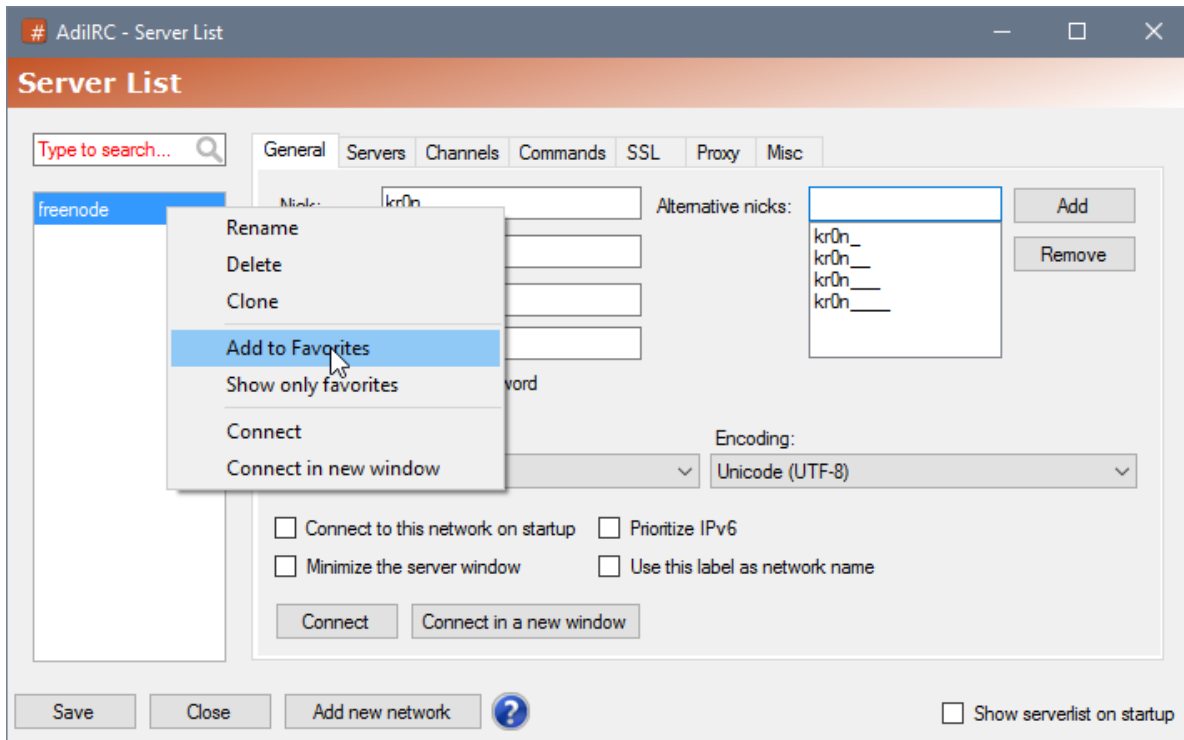 # AdiIRC - Server List
Server List
Type to search...
General Servers Channels Commands SSL Proxy Misc
freenode
Nick: kr0n
Alternative nicks:
Add
kr0n_
kr0n__
kr0n___
kr0n____
Remove
Rename
Delete
Clone
Add to Favorites
Show only favorites
Connect
Connect in new window
Encoding:
Unicode (UTF-8)
Connect to this network on startup
Prioritize IPv6
Minimize the server window
Use this label as network name
Connect
Connect in a new window
Save
Close
Add new network
?
Show serverlist on startup